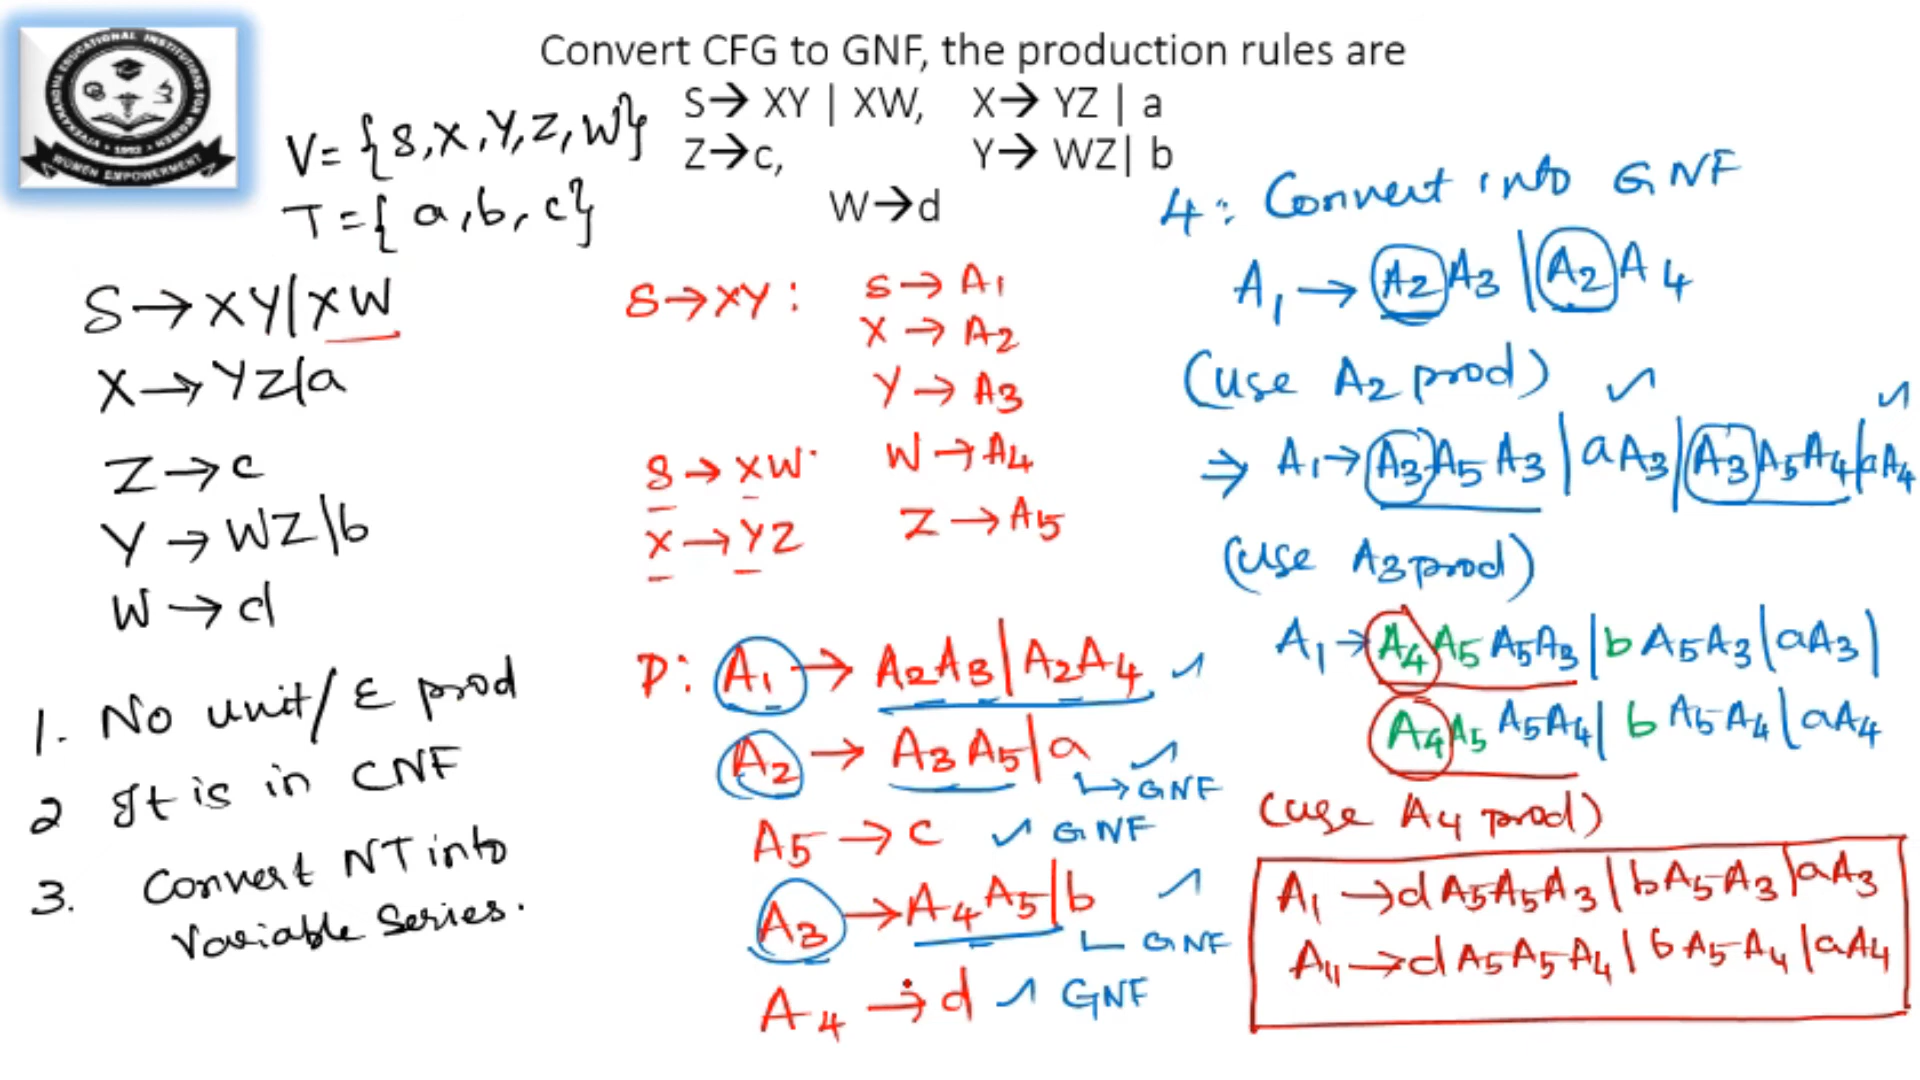 Convert CFG to GNF, the production rules are
S→ XY | XW, X→ YZ | a
Z→c, Y→ WZ| b
W→d
V= {S,X,Y,Z,W}
T={ a,b, c}
S→XY|XW
X→YZ|a
Z→c
Y→WZ|b
W→d
1. No unit/ ε prod
2 It is in CNF
3. Convert NT into
Variable Series.
S→XY :
S→A1
X→A2
Y→A3
S→XW
W→A4
X→YZ
Z→A5
P: A1→A2A3|A2A4
A2→A3A5|a
↳GNF
A5→c ✓ GNF
A3→A4A5|b
GNF
A4→d ✓ GNF
4: Convert into GNF
A1→A2A3|A2A4
(use A2 prod)
⇒ A1→A3A5A3|aA3|A3A5A4|aA4
(use A3 prod)
A1→A4A5A5A3|bA5A3|aA3|
A4A5A5A4|bA5A4|aA4
(use A4 prod)
A1→dA5A5A3|bA5A3|aA3
A11→dA5A5A4|bA5A4|aA4
WOMEN EMPOWERMENT